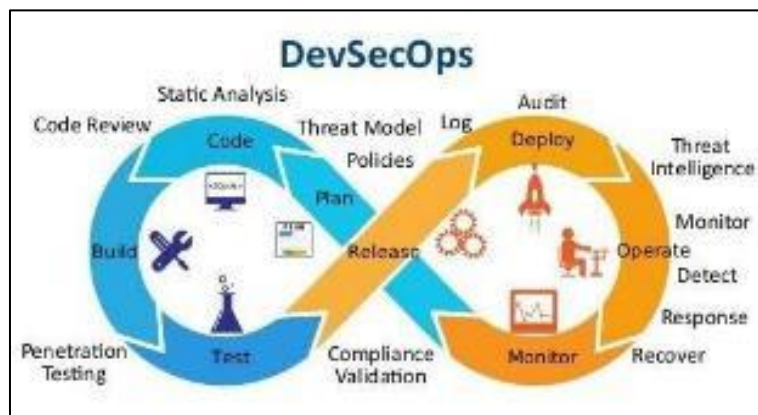 DevSecOps
Static Analysis
Code Review
Code
Threat Model
Policies
Plan
Build
Test
Penetration
Testing
Release
Compliance
Validation
Log
Audit
Deploy
Threat
Intelligence
Monitor
Operate
Detect
Response
Recover
Monitor